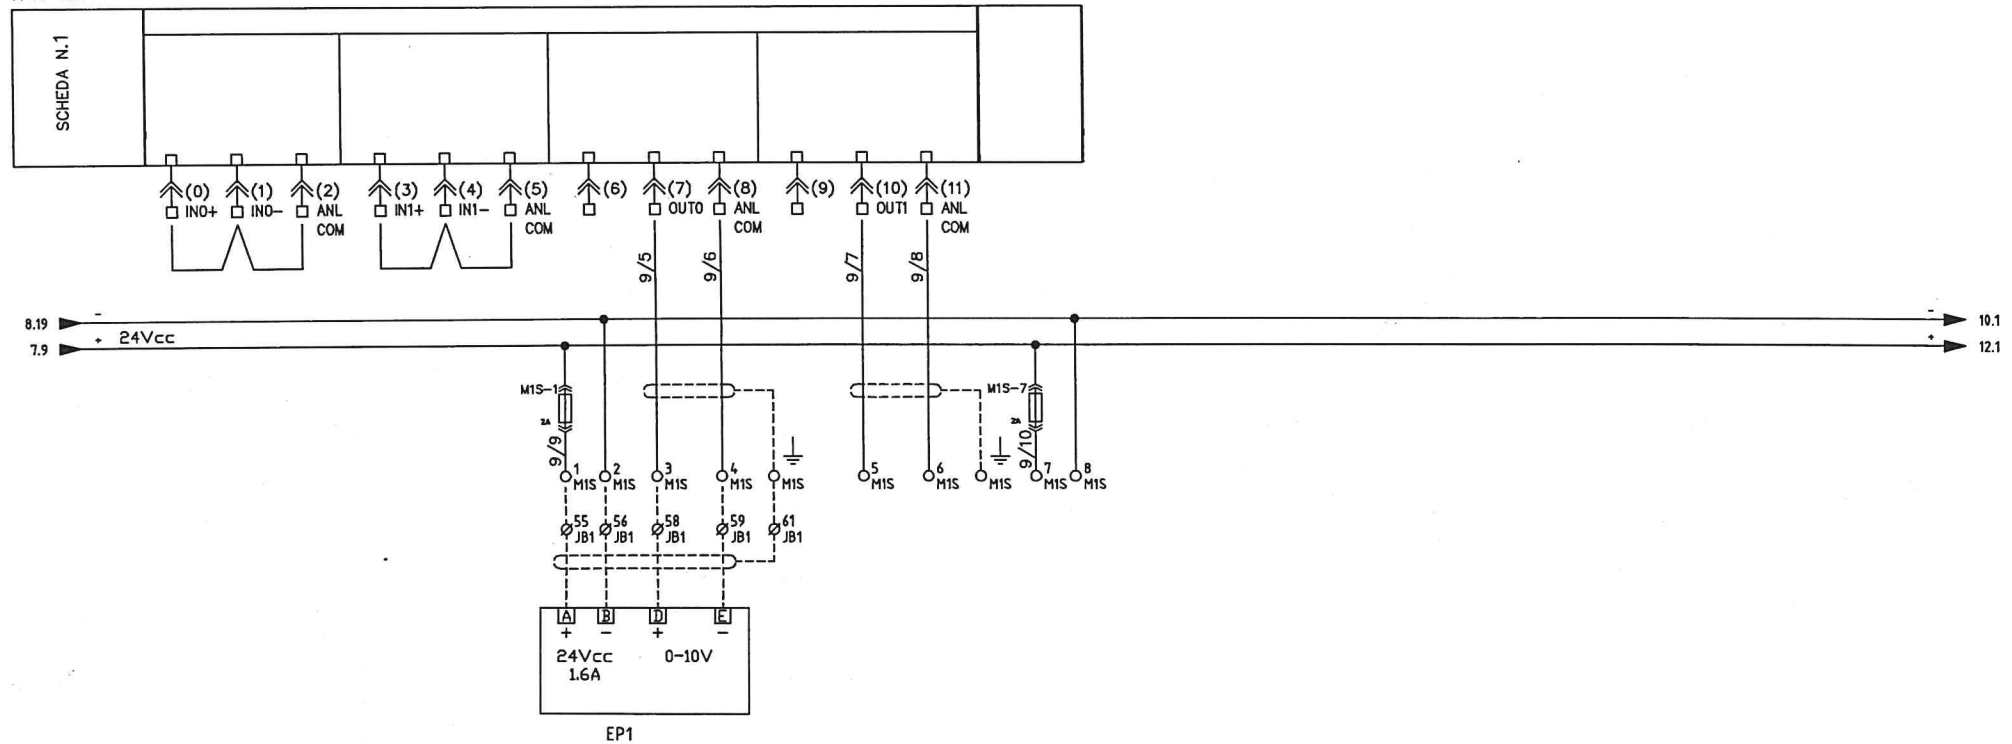 SCHEDA N.1
(0) (1) (2) (3) (4) (5) (6) (7) (8) (9) (10) (11)
IN0+ IN0- ANL COM IN1+ IN1- ANL COM OUT0 ANL COM OUT1 ANL COM
9/5 9/6 9/7 9/8
8.19 - - 10.1
7.9 + 24Vcc + 12.1
M1S-1 M1S-7
2A 2A
9/9 9/10
1 2 3 4 5 6 7 8
M1S M1S M1S M1S M1S M1S M1S M1S M1S M1S
55 56 58 59 61
JB1 JB1 JB1 JB1 JB1
A B D E
+ - + -
24Vcc 0-10V
1.6A
EP1